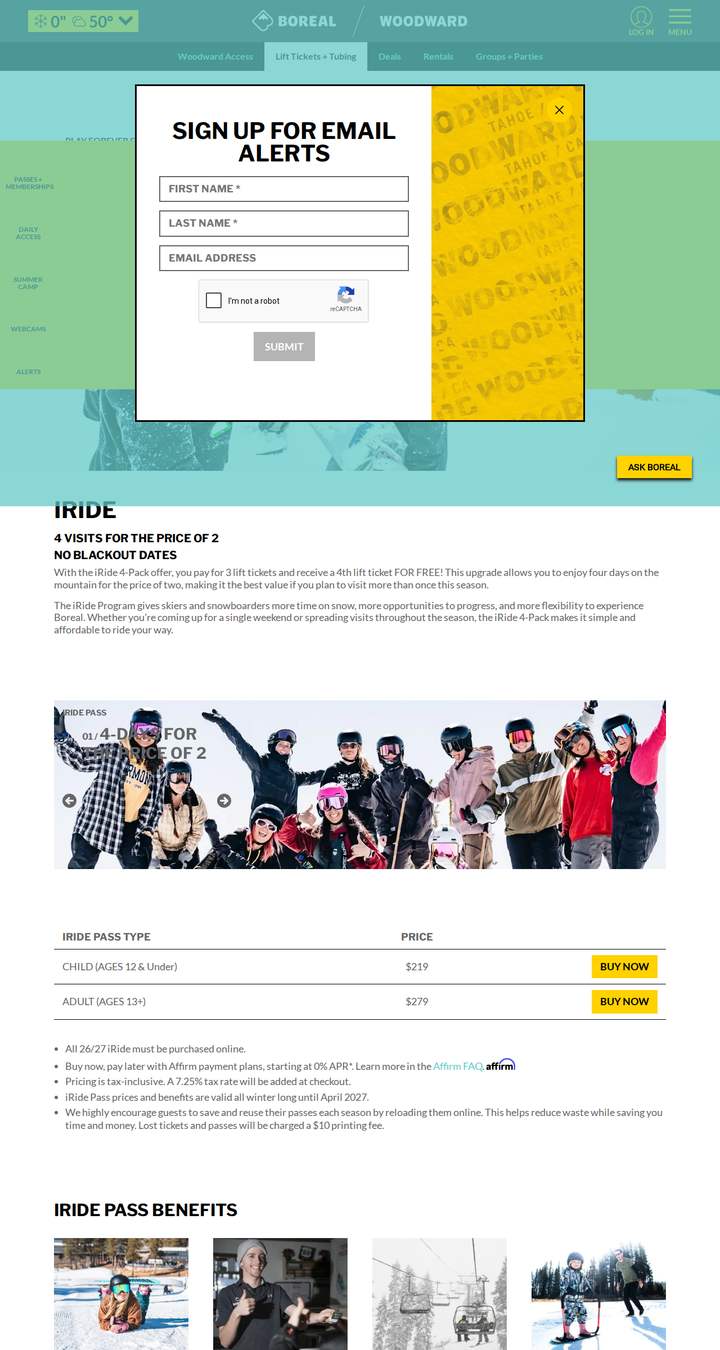 0" 50°
BOREAL WOODWARD
LOG IN MENU
Woodward Access Lift Tickets + Tubing Deals Rentals Groups + Parties
PASSES +
MEMBERSHIPS
DAILY
ACCESS
SUMMER
CAMP
WEBCAMS
ALERTS
SIGN UP FOR EMAIL
ALERTS
FIRST NAME *
LAST NAME *
EMAIL ADDRESS
I'm not a robot
reCAPTCHA
SUBMIT
ASK BOREAL
IRIDE
4 VISITS FOR THE PRICE OF 2
NO BLACKOUT DATES
With the iRide 4-Pack offer, you pay for 3 lift tickets and receive a 4th lift ticket FOR FREE! This upgrade allows you to enjoy four days on the
mountain for the price of two, making it the best value if you plan to visit more than once this season.
The iRide Program gives skiers and snowboarders more time on snow, more opportunities to progress, and more flexibility to experience
Boreal. Whether you're coming up for a single weekend or spreading visits throughout the season, the iRide 4-Pack makes it simple and
affordable to ride your way.
IRIDE PASS
01 / 4-DAYS FOR
THE PRICE OF 2
IRIDE PASS TYPE PRICE
CHILD (AGES 12 & Under) $219 BUY NOW
ADULT (AGES 13+) $279 BUY NOW
• All 26/27 iRide must be purchased online.
• Buy now, pay later with Affirm payment plans, starting at 0% APR*. Learn more in the Affirm FAQ. affirm
• Pricing is tax-inclusive. A 7.25% tax rate will be added at checkout.
• iRide Pass prices and benefits are valid all winter long until April 2027.
• We highly encourage guests to save and reuse their passes each season by reloading them online. This helps reduce waste while saving you
time and money. Lost tickets and passes will be charged a $10 printing fee.
IRIDE PASS BENEFITS